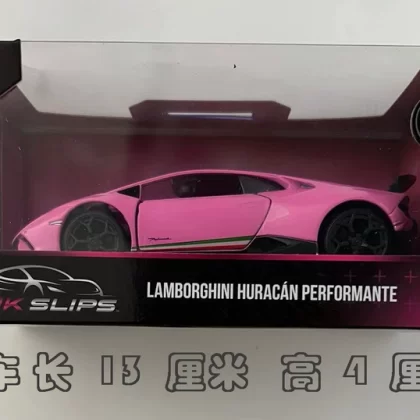 LAMBORGHINI HURACÁN PERFORMANTE
SLIPS
车长 13 厘米 高 4 厘